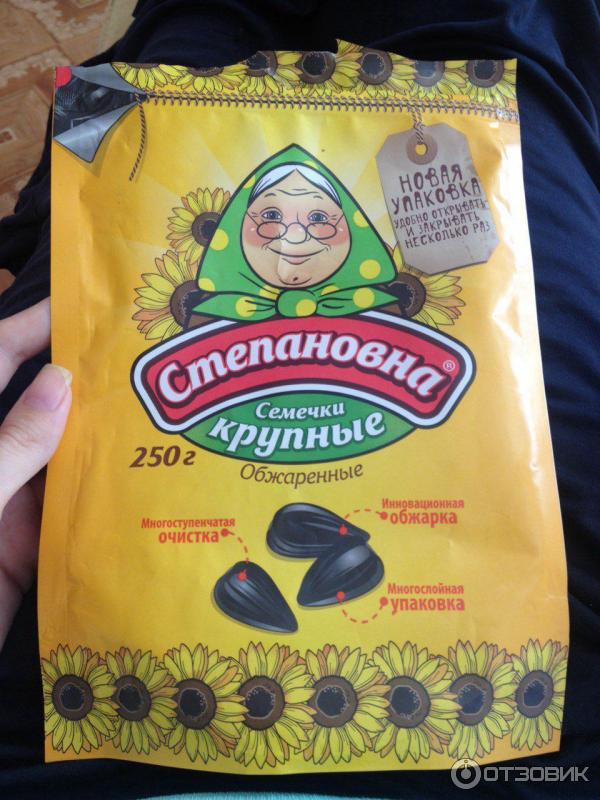 НОВАЯ
УПАКОВКА
УДОБНО ОТКРЫВАТЬ
И ЗАКРЫВАТЬ
НЕСКОЛЬКО РАЗ
Степановна®
Семечки
крупные
250 г
Обжаренные
Инновационная
обжарка
Многоступенчатая
очистка
Многослойная
упаковка
ОТЗОВИК